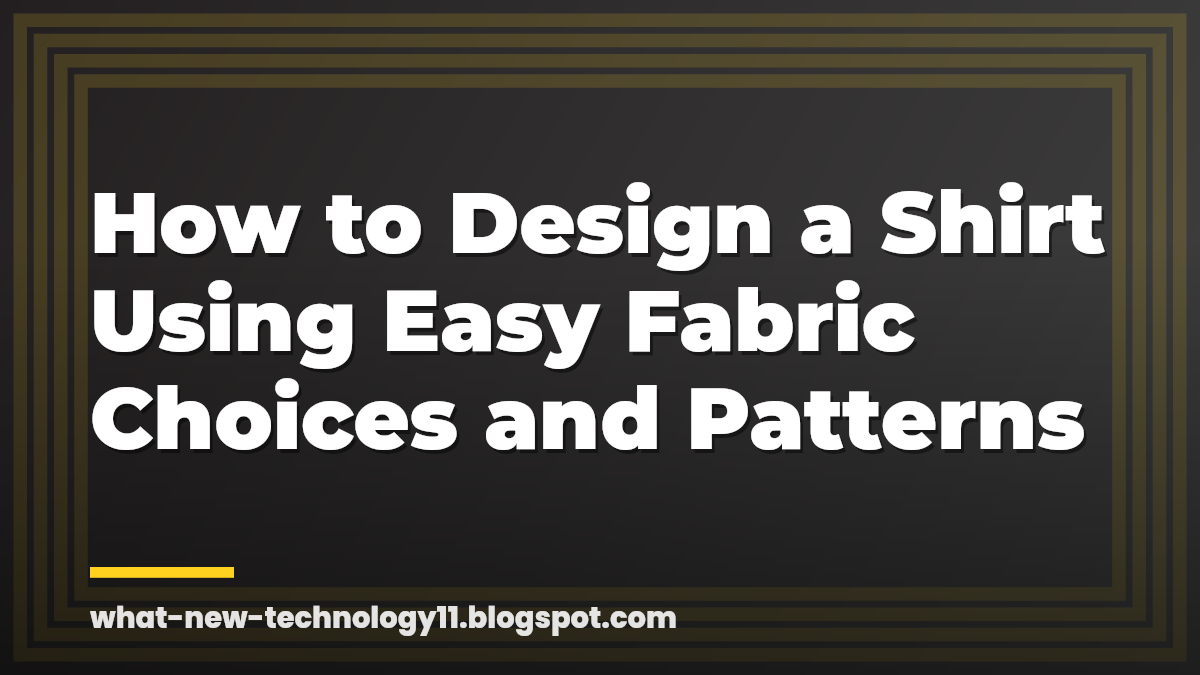 How to Design a Shirt
Using Easy Fabric
Choices and Patterns
what-new-technology11.blogspot.com